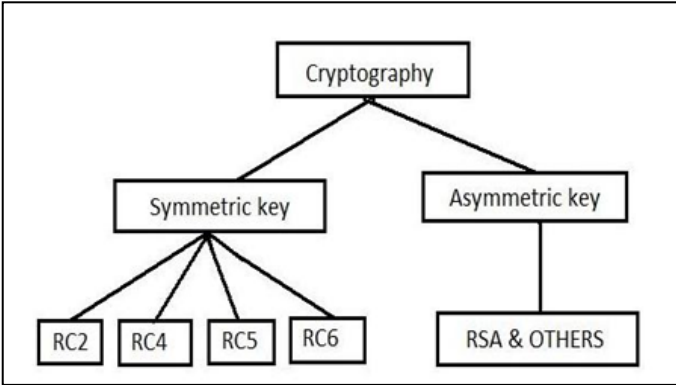 Cryptography
Symmetric key
Asymmetric key
RC2
RC4
RC5
RC6
RSA & OTHERS